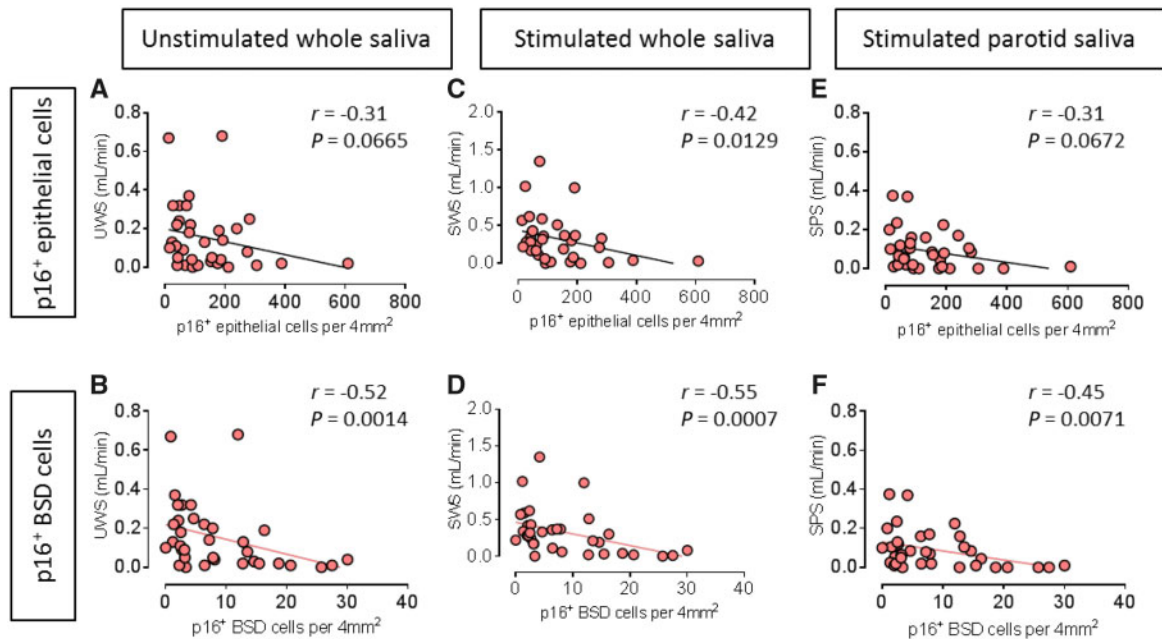 Unstimulated whole saliva
Stimulated whole saliva
Stimulated parotid saliva
p16⁺ epithelial cells
A
r = -0.31
P = 0.0665
UWS (mL/min)
0.8
0.6
0.4
0.2
0.0
0 200 400 600 800
p16⁺ epithelial cells per 4mm²
C
r = -0.42
P = 0.0129
SWS (mL/min)
2.0
1.5
1.0
0.5
0.0
0 200 400 600 800
p16⁺ epithelial cells per 4mm²
E
r = -0.31
P = 0.0672
SPS (mL/min)
0.8
0.6
0.4
0.2
0.0
0 200 400 600 800
p16⁺ epithelial cells per 4mm²
p16⁺ BSD cells
B
r = -0.52
P = 0.0014
UWS (mL/min)
0.8
0.6
0.4
0.2
0.0
0 10 20 30 40
p16⁺ BSD cells per 4mm²
D
r = -0.55
P = 0.0007
SWS (mL/min)
2.0
1.5
1.0
0.5
0.0
0 10 20 30 40
p16⁺ BSD cells per 4mm²
F
r = -0.45
P = 0.0071
SPS (mL/min)
0.8
0.6
0.4
0.2
0.0
0 10 20 30 40
p16⁺ BSD cells per 4mm²